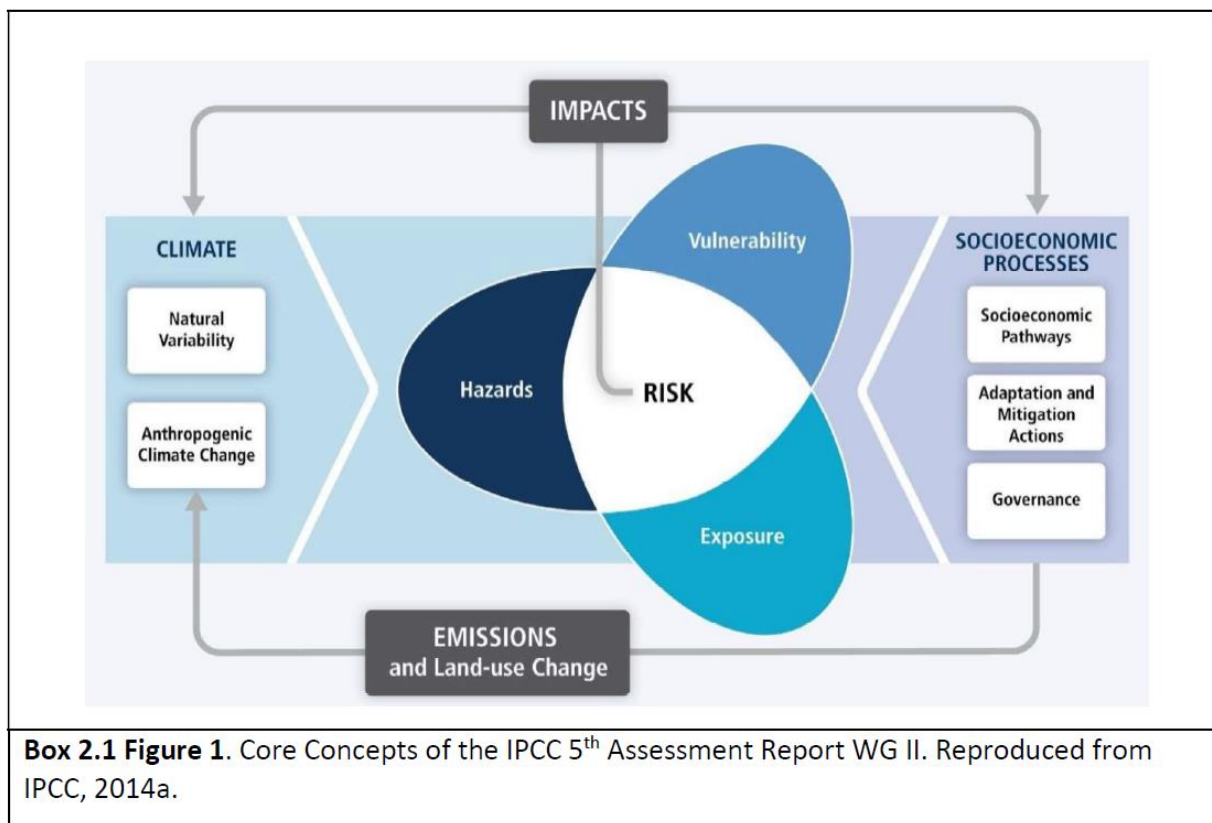 IMPACTS
CLIMATE
Natural
Variability
Anthropogenic
Climate Change
Vulnerability
Hazards
RISK
Exposure
SOCIOECONOMIC
PROCESSES
Socioeconomic
Pathways
Adaptation and
Mitigation
Actions
Governance
EMISSIONS
and Land-use Change
Box 2.1 Figure 1. Core Concepts of the IPCC 5th Assessment Report WG II. Reproduced from
IPCC, 2014a.